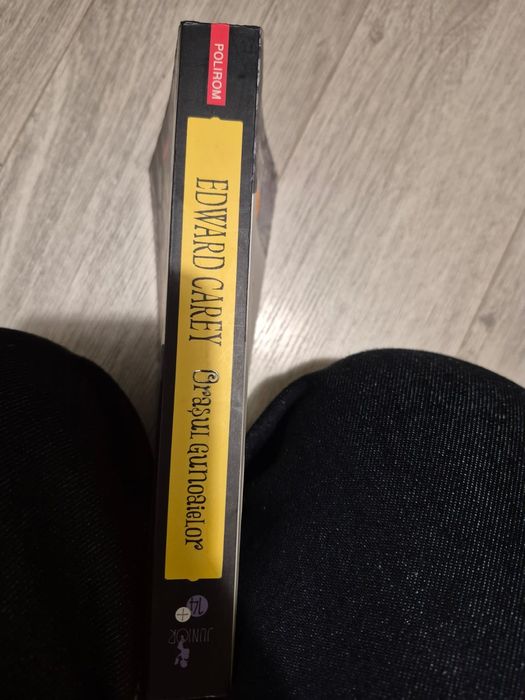 POLIROM
EDWARD CAREY Orașul Gunoaielor
14+
JUNIOR